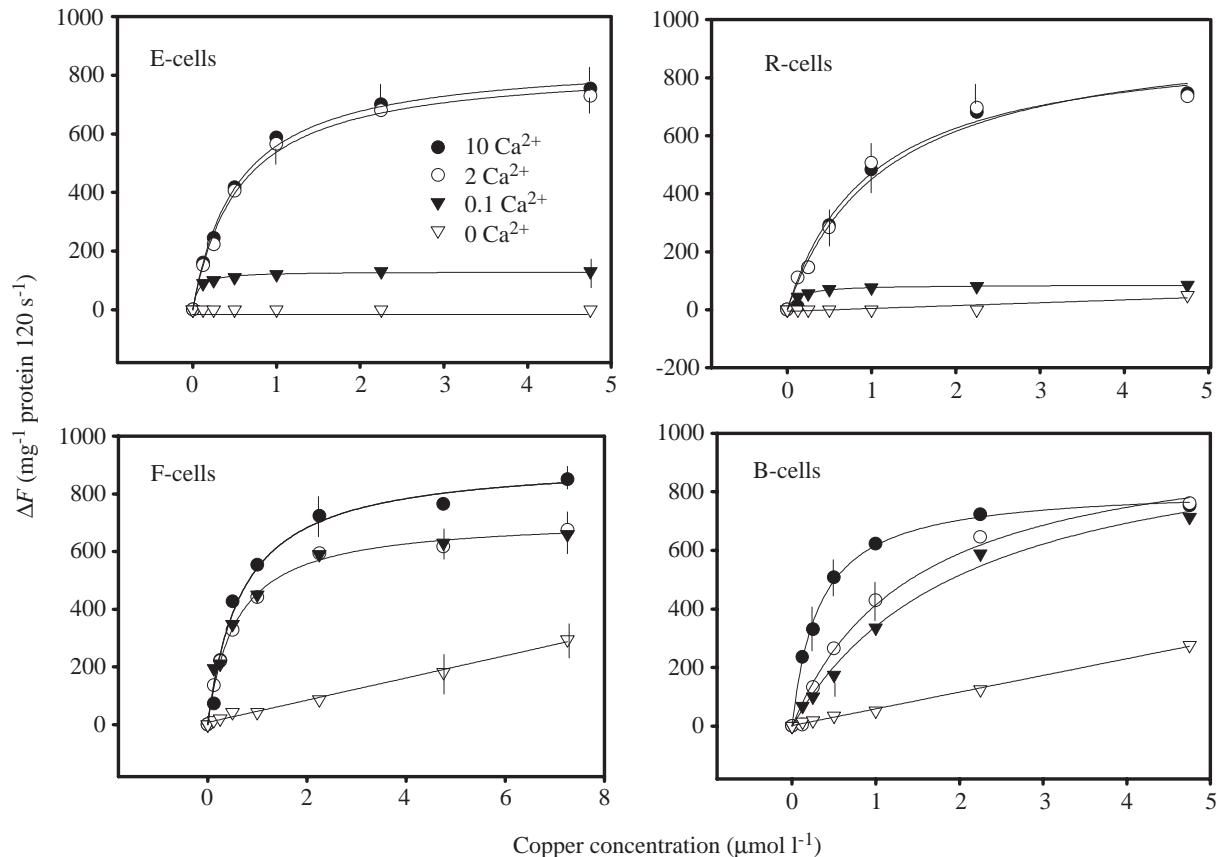 1000
800
600
400
200
0
E-cells
10 Ca²⁺
2 Ca²⁺
0.1 Ca²⁺
0 Ca²⁺
0 1 2 3 4 5
1000
800
600
400
200
0
-200
R-cells
0 1 2 3 4 5
1000
800
600
400
200
0
F-cells
0 2 4 6 8
1000
800
600
400
200
0
B-cells
0 1 2 3 4 5
ΔF (mg⁻¹ protein 120 s⁻¹)
Copper concentration (μmol l⁻¹)